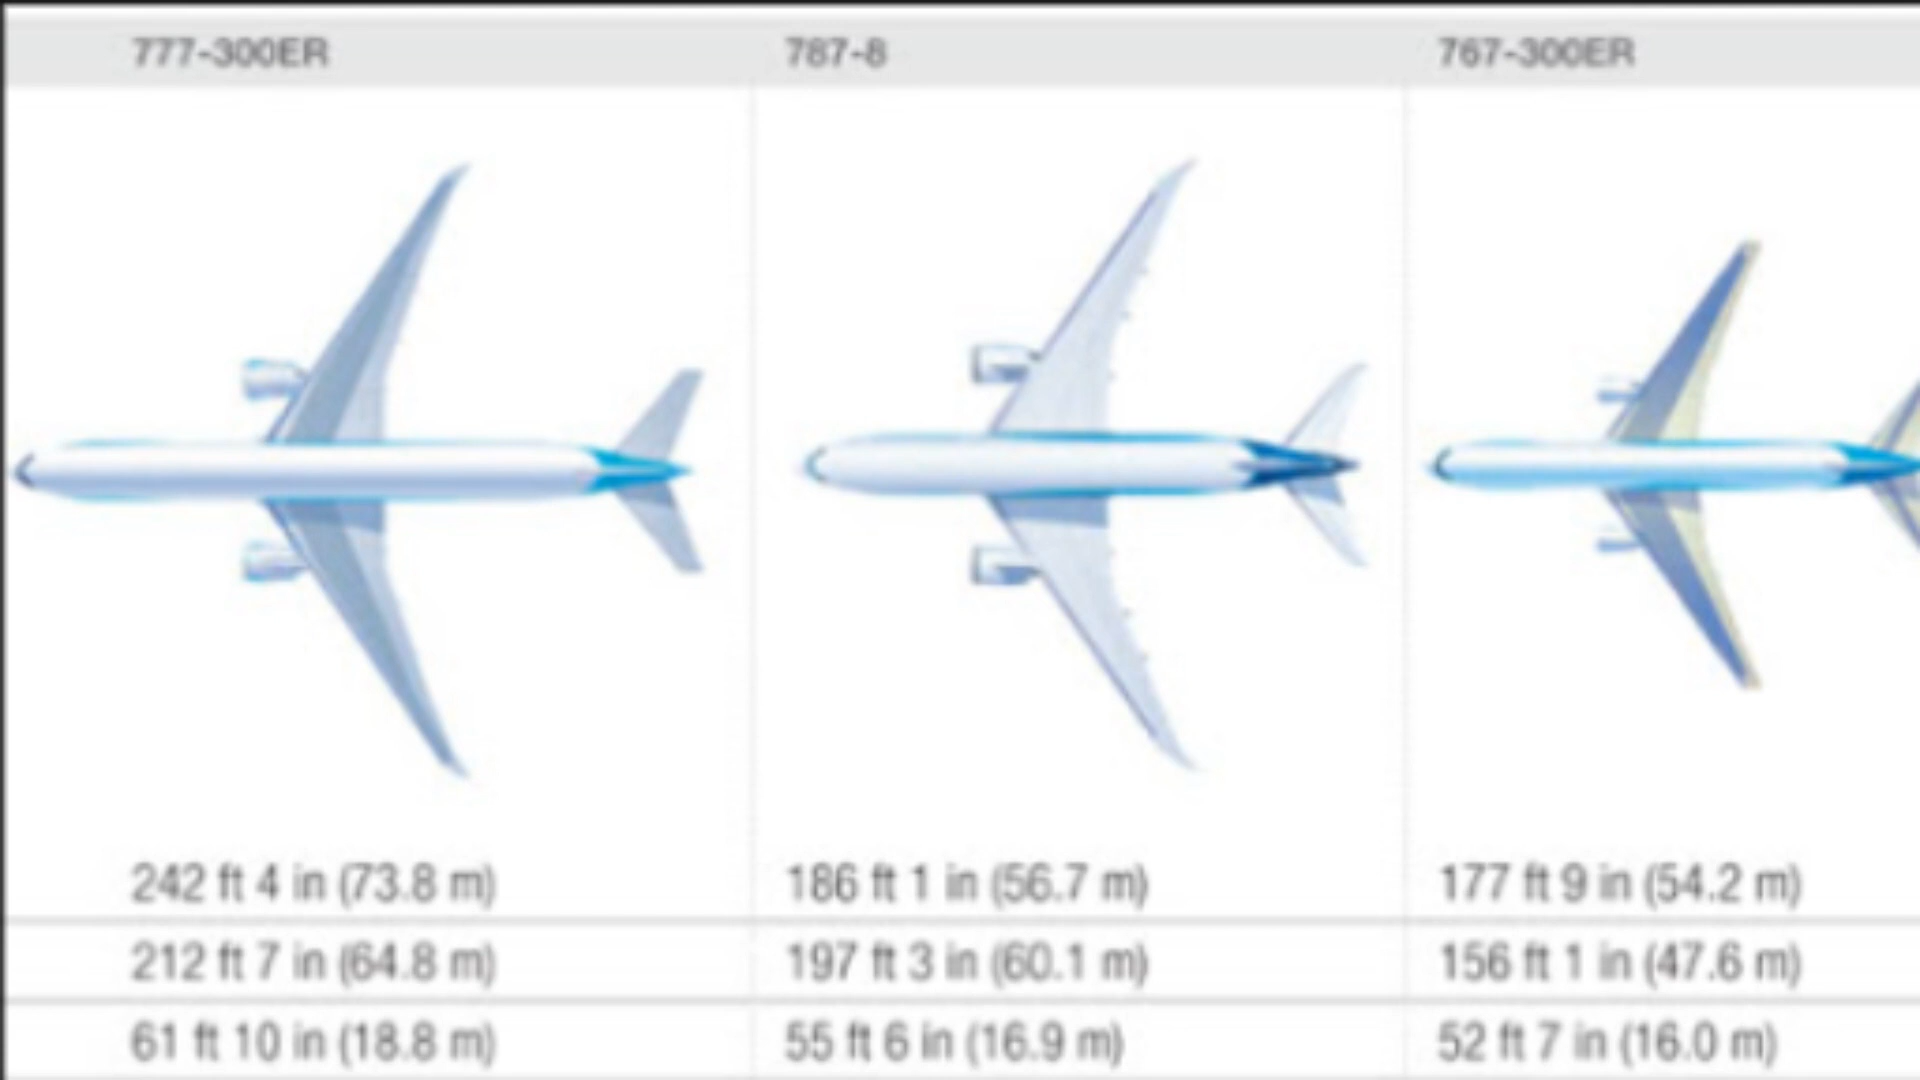 777-300ER 787-8 767-300ER
242 ft 4 in (73.8 m) 186 ft 1 in (56.7 m) 177 ft 9 in (54.2 m)
212 ft 7 in (64.8 m) 197 ft 3 in (60.1 m) 156 ft 1 in (47.6 m)
61 ft 10 in (18.8 m) 55 ft 6 in (16.9 m) 52 ft 7 in (16.0 m)